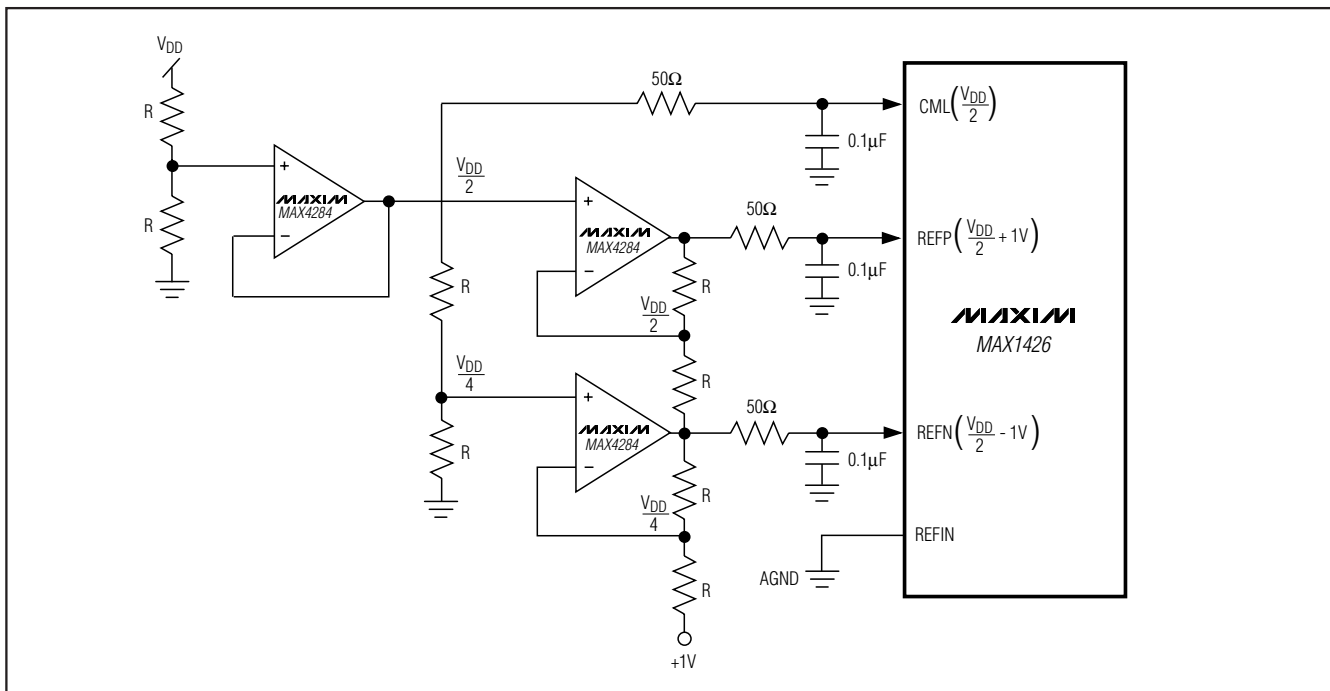 VDD
R
R
MAXIM
MAX4284
VDD
2
50Ω
0.1μF
CML(VDD/2)
MAXIM
MAX4284
50Ω
0.1μF
REFP(VDD/2 + 1V)
R
VDD
2
R
R
VDD
4
R
MAXIM
MAX4284
50Ω
0.1μF
REFN(VDD/2 - 1V)
R
VDD
4
R
+1V
MAXIM
MAX1426
REFIN
AGND